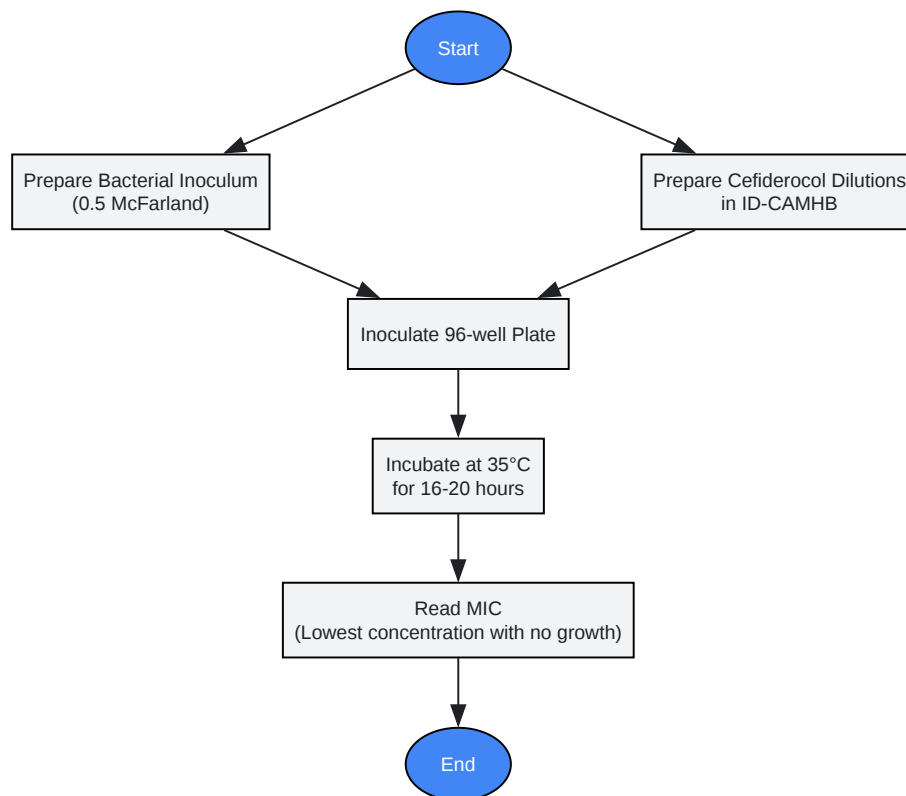 Start
Prepare Bacterial Inoculum
(0.5 McFarland)
Prepare Cefiderocol Dilutions
in ID-CAMHB
Inoculate 96-well Plate
Incubate at 35°C
for 16-20 hours
Read MIC
(Lowest concentration with no growth)
End